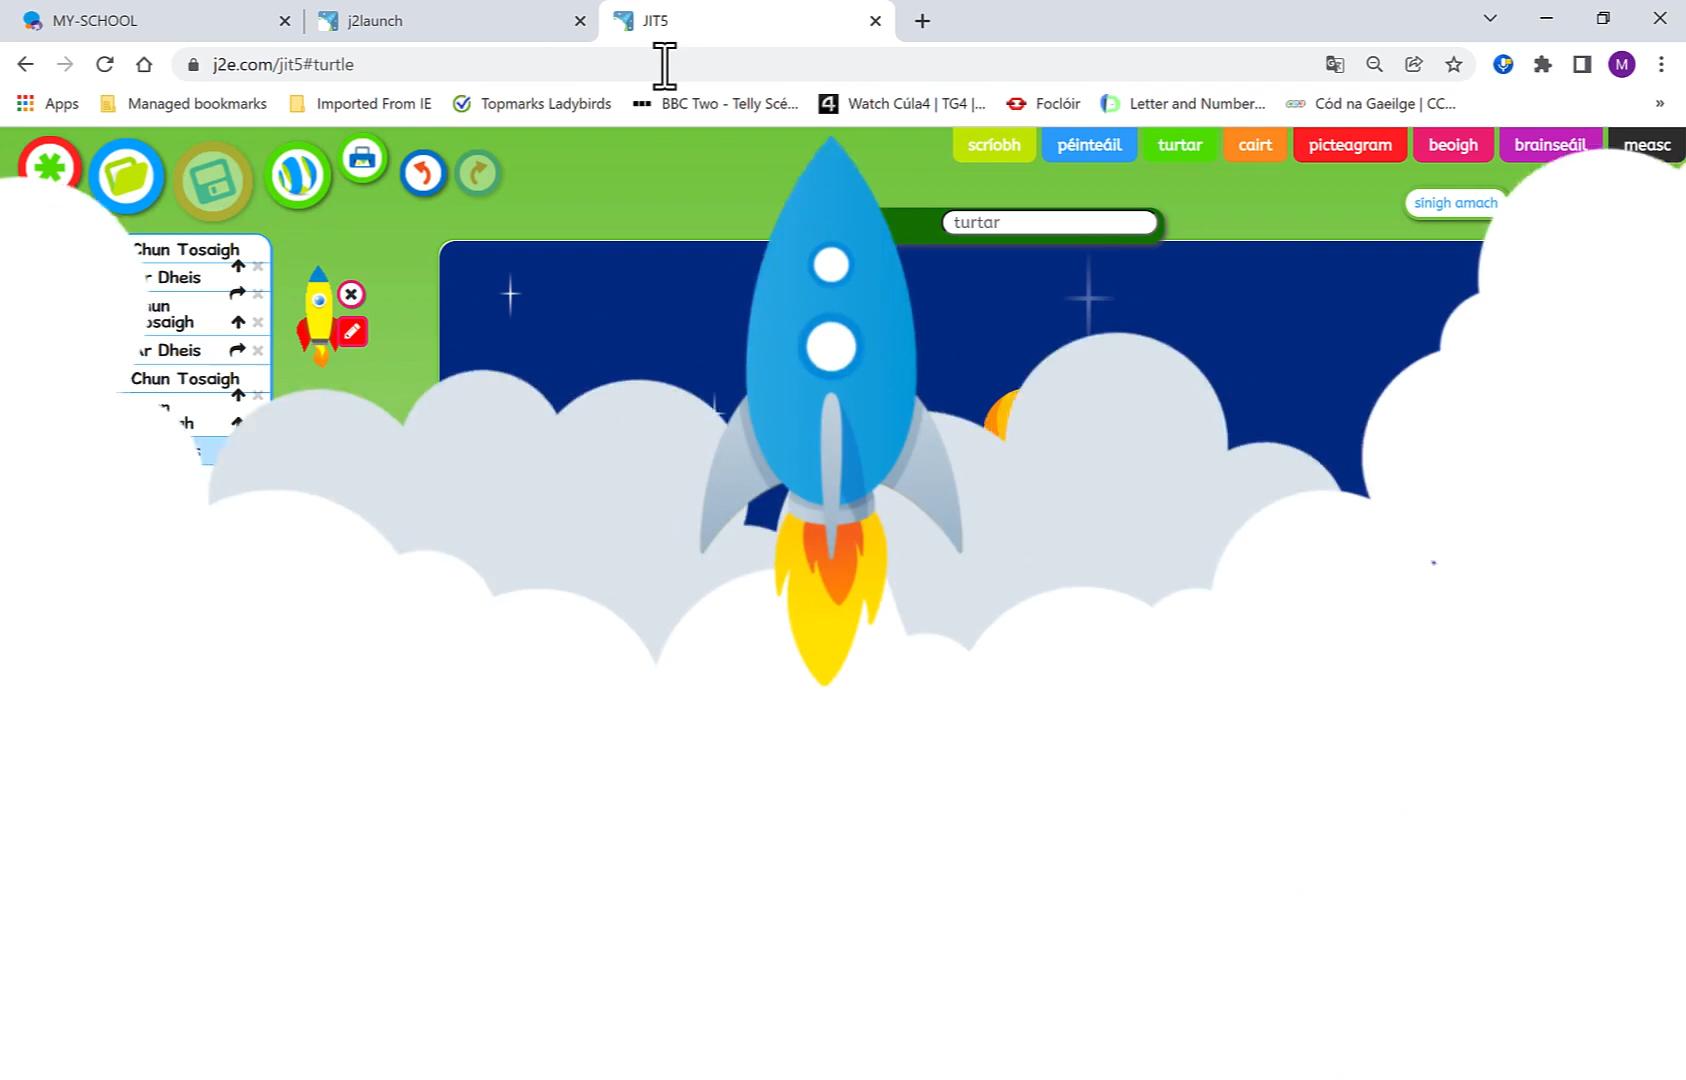 MY-SCHOOL
j2launch
JIT5
j2e.com/jit5#turtle
M
Apps
Managed bookmarks
Imported From IE
Topmarks Ladybirds
BBC Two - Telly Scé...
Watch Cúla4 | TG4 |...
Foclóir
Letter and Number...
Cód na Gaeilge | CC...
»
scríobh
péinteáil
turtar
cairt
picteagram
beoigh
brainseáil
measc
sínigh amach
turtar
Chun Tosaigh
r Dheis
osaigh
r Dheis
Chun Tosaigh